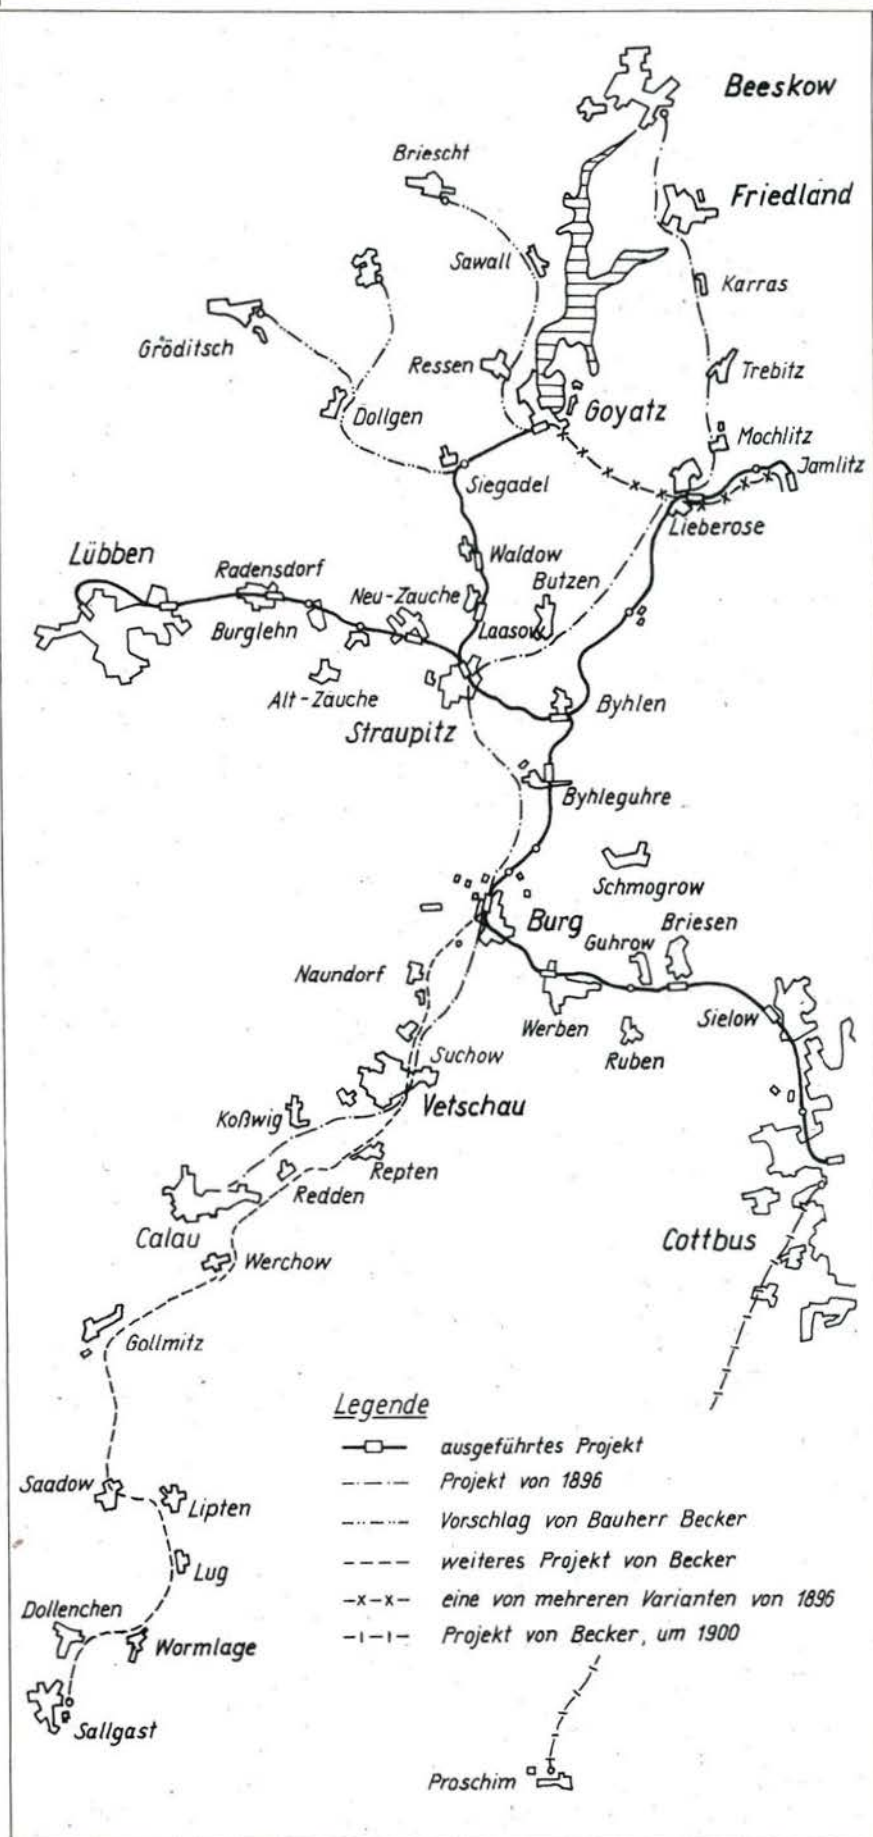 Beeskow
Briescht
Friedland
Sawall
Karras
Gröditsch
Ressen
Trebitz
Döllgen
Goyatz
Mochlitz
Jamlitz
Siegadel
Lieberose
Lübben
Waldow
Radensdorf
Butzen
Neu-Zauche
Burglehn
Laasow
Alt-Zauche
Byhlen
Straupitz
Byhleguhre
Schmogrow
Burg
Briesen
Guhrow
Naundorf
Werben
Sielow
Ruben
Suchow
Vetschau
Koßwig
Repten
Redden
Calau
Cottbus
Werchow
Gollmitz
Legende
ausgeführtes Projekt
Projekt von 1896
Vorschlag von Bauherr Becker
weiteres Projekt von Becker
eine von mehreren Varianten von 1896
Projekt von Becker, um 1900
Saadow
Lipten
Lug
Dollenchen
Wormlage
Sallgast
Proschim